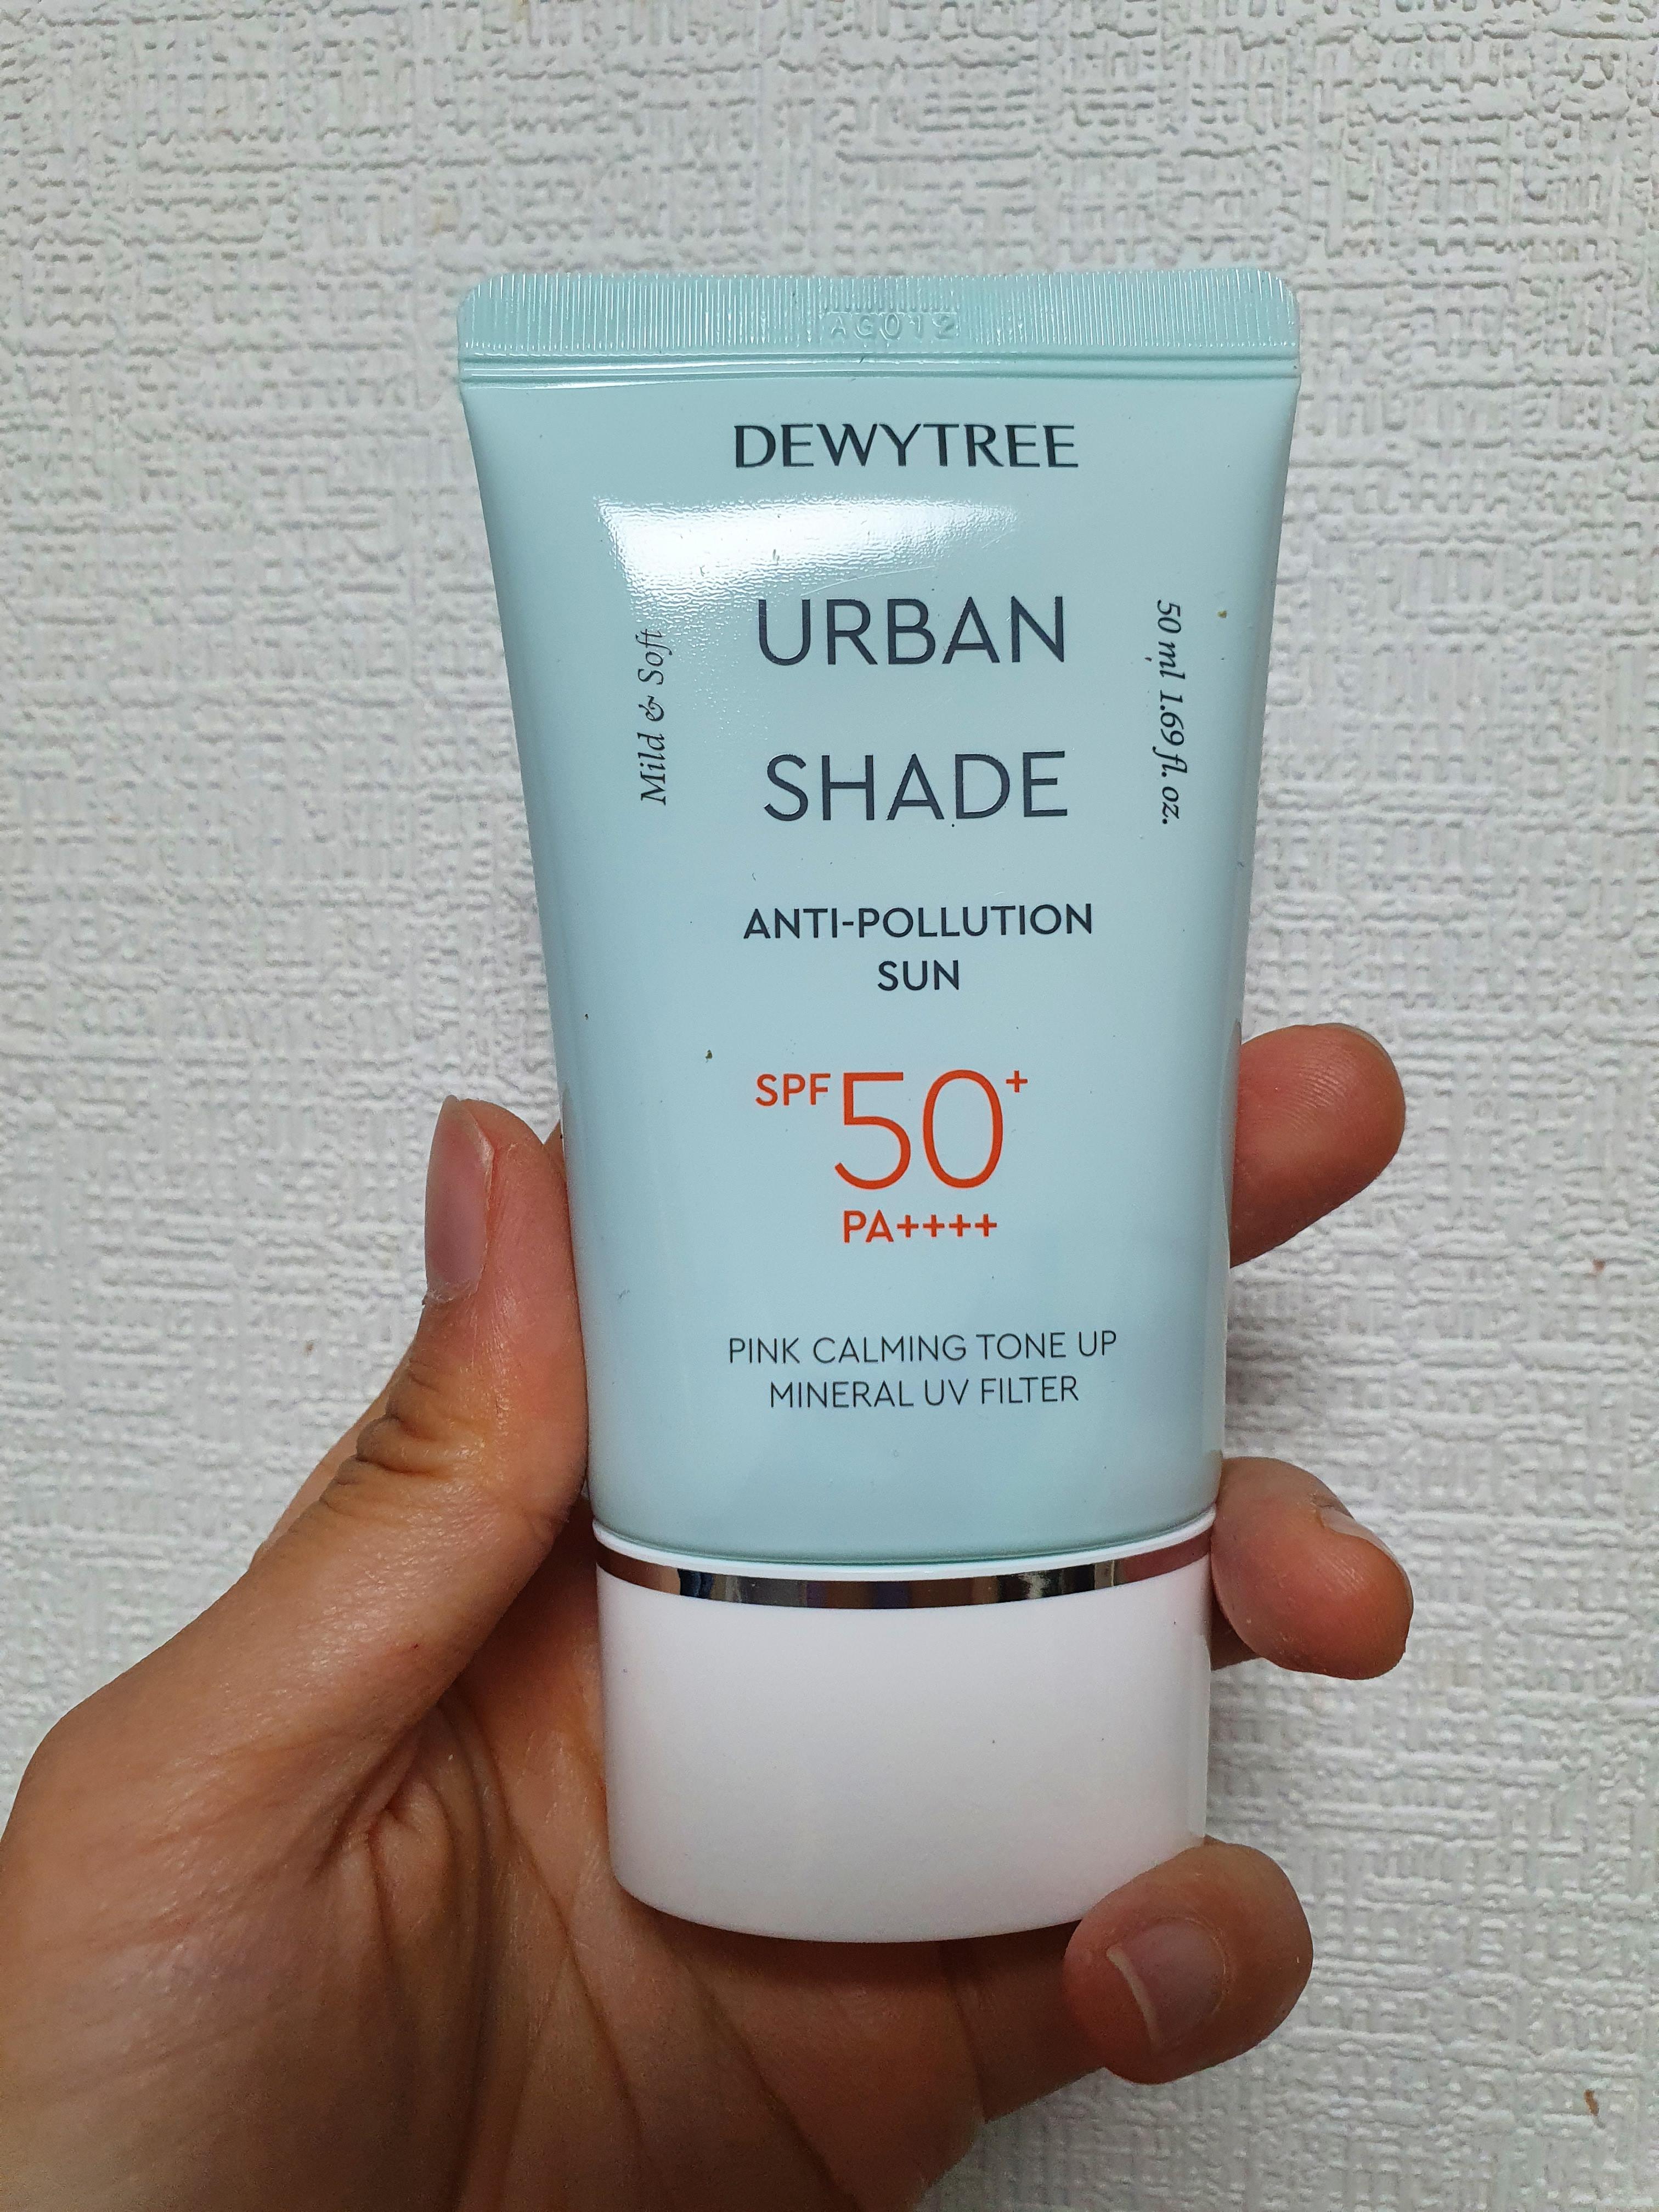 AG012
DEWYTREE
Mild & Soft
URBAN
SHADE
50 ml 1.69 fl. oz.
ANTI-POLLUTION
SUN
SPF 50+
PA++++
PINK CALMING TONE UP
MINERAL UV FILTER